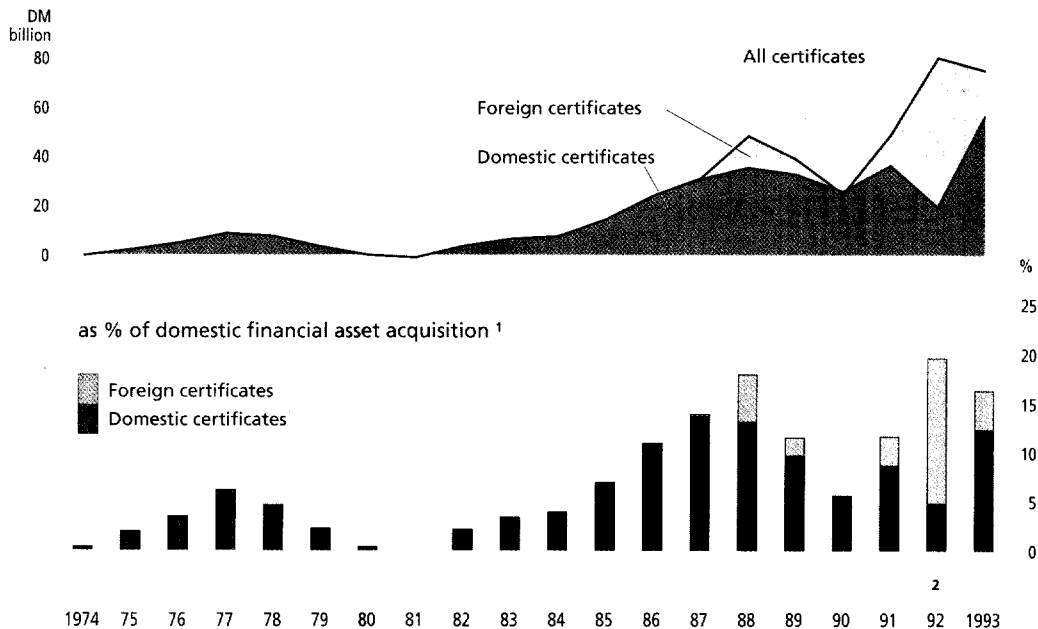 DM
billion
80
60
40
20
0
All certificates
Foreign certificates
Domestic certificates
%
25
20
15
10
5
0
as % of domestic financial asset acquisition ¹
Foreign certificates
Domestic certificates
2
1974 75 76 77 78 79 80 81 82 83 84 85 86 87 88 89 90 91 92 1993